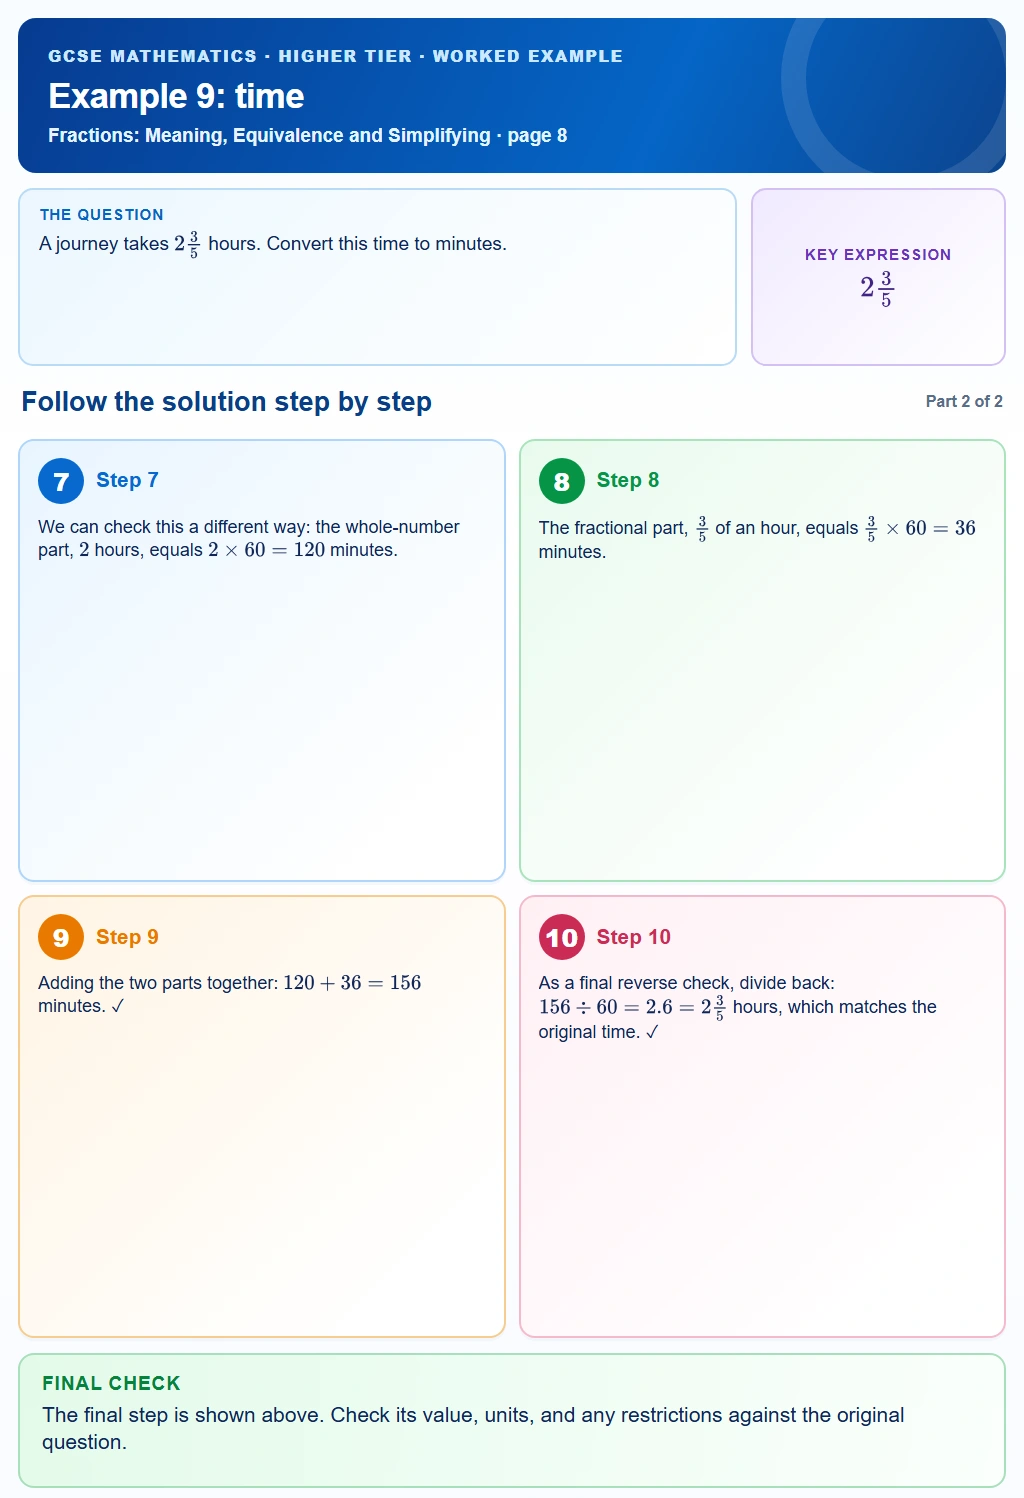 GCSE MATHEMATICS · HIGHER TIER · WORKED EXAMPLE
Example 9: time
Fractions: Meaning, Equivalence and Simplifying · page 8
THE QUESTION
A journey takes 2 3/5 hours. Convert this time to minutes.
KEY EXPRESSION
2 3/5
Follow the solution step by step
Part 2 of 2
7 Step 7
We can check this a different way: the whole-number
part, 2 hours, equals 2 × 60 = 120 minutes.
8 Step 8
The fractional part, 3/5 of an hour, equals 3/5 × 60 = 36
minutes.
9 Step 9
Adding the two parts together: 120 + 36 = 156
minutes. ✓
10 Step 10
As a final reverse check, divide back:
156 ÷ 60 = 2.6 = 2 3/5 hours, which matches the
original time. ✓
FINAL CHECK
The final step is shown above. Check its value, units, and any restrictions against the original
question.